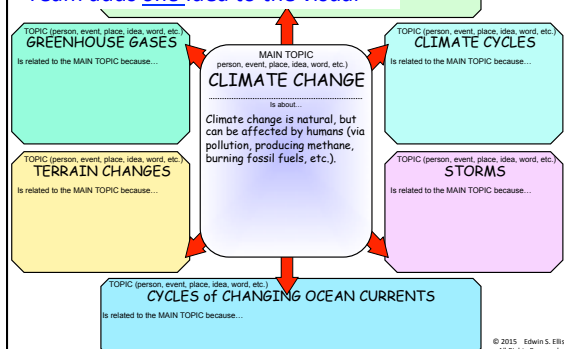 Team adds one idea to the visual
TOPIC (person, event, place, idea, word, etc.)
GREENHOUSE GASES
Is related to the MAIN TOPIC because…
MAIN TOPIC
person, event, place, idea, word, etc.)
CLIMATE CHANGE
Is about…
Climate change is natural, but
can be affected by humans (via
pollution, producing methane,
burning fossil fuels, etc.).
TOPIC (person, event, place, idea, word, etc.)
CLIMATE CYCLES
Is related to the MAIN TOPIC because…
TOPIC (person, event, place, idea, word, etc.)
TERRAIN CHANGES
Is related to the MAIN TOPIC because…
TOPIC (person, event, place, idea, word, etc.)
STORMS
Is related to the MAIN TOPIC because…
TOPIC (person, event, place, idea, word, etc.)
CYCLES of CHANGING OCEAN CURRENTS
Is related to the MAIN TOPIC because…
© 2015 Edwin S. Ellis